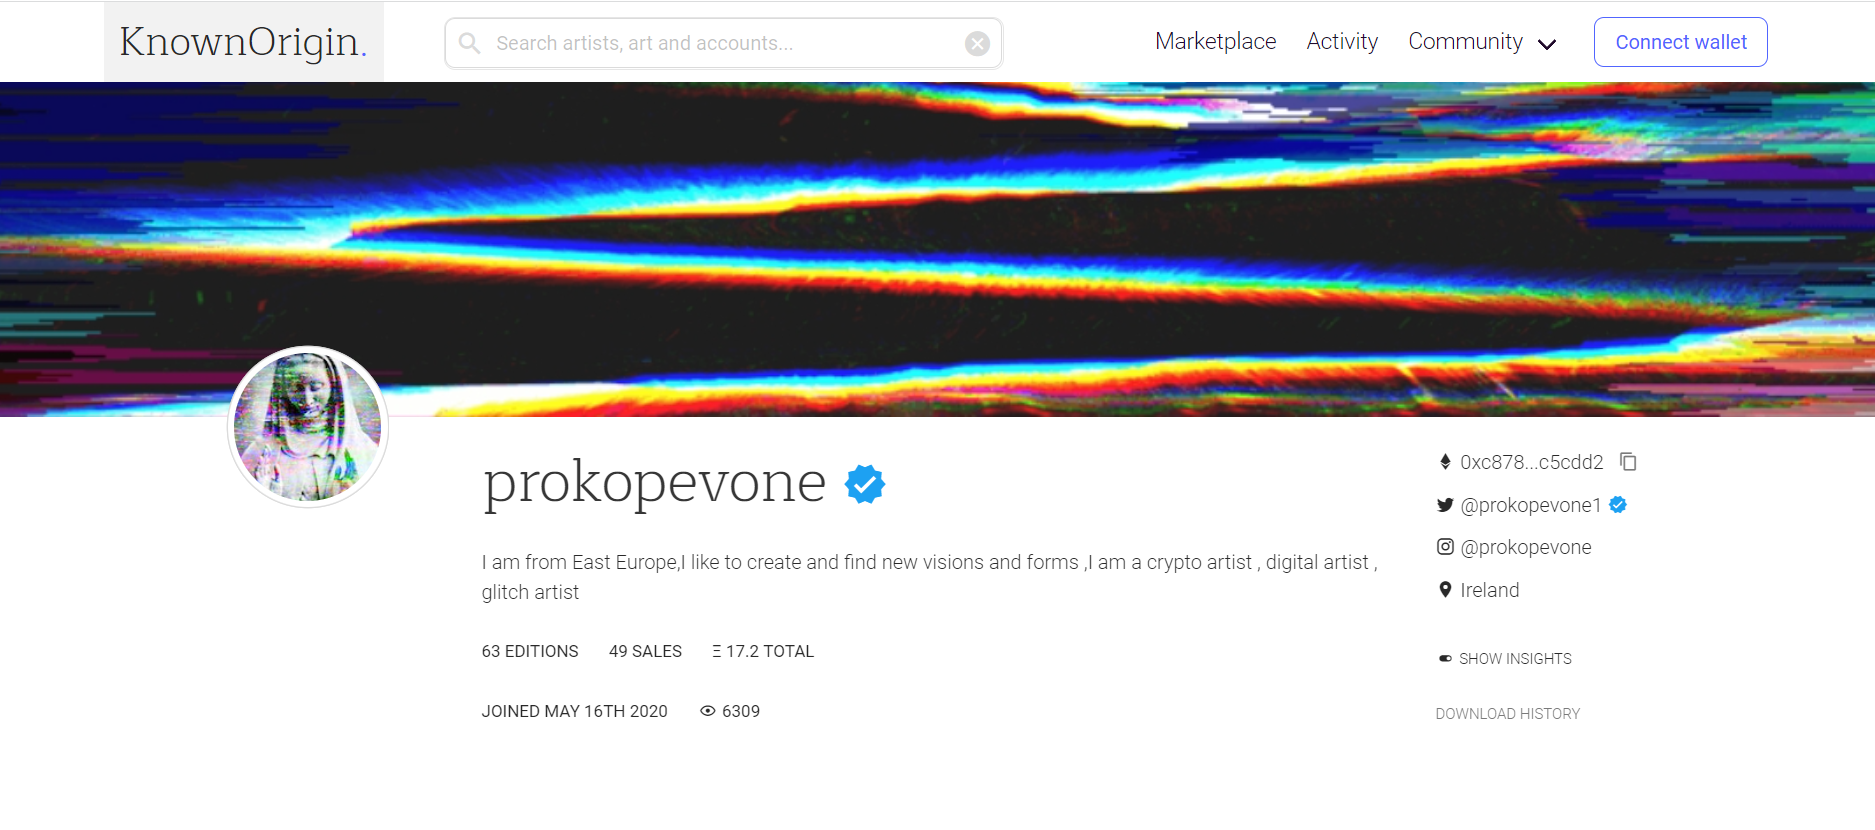 KnownOrigin.
Search artists, art and accounts...
Marketplace
Activity
Community
Connect wallet
prokopevone
I am from East Europe,I like to create and find new visions and forms ,I am a crypto artist , digital artist ,
glitch artist
63 EDITIONS
49 SALES
Ξ 17.2 TOTAL
JOINED MAY 16TH 2020
6309
0xc878...c5cdd2
@prokopevone1
@prokopevone
Ireland
SHOW INSIGHTS
DOWNLOAD HISTORY